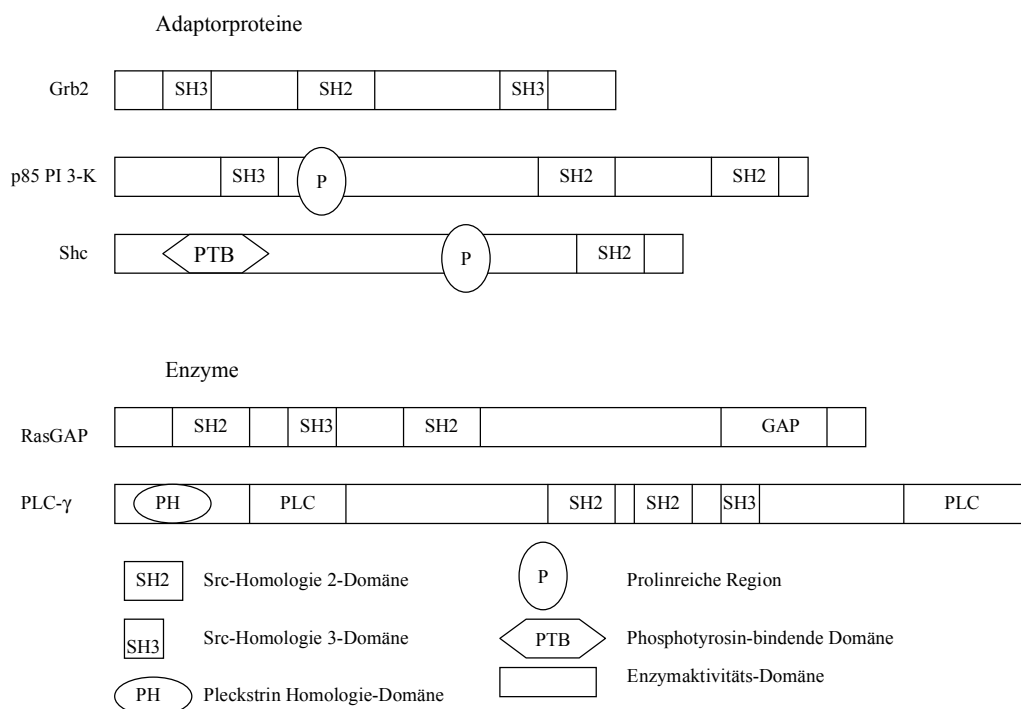 Adaptorproteine
Grb2 SH3 SH2 SH3
p85 PI 3-K SH3 P SH2 SH2
Shc PTB P SH2
Enzyme
RasGAP SH2 SH3 SH2 GAP
PLC-γ PH PLC SH2 SH2 SH3 PLC
SH2 Src-Homologie 2-Domäne P Prolinreiche Region
SH3 Src-Homologie 3-Domäne PTB Phosphotyrosin-bindende Domäne
PH Pleckstrin Homologie-Domäne Enzymaktivitäts-Domäne